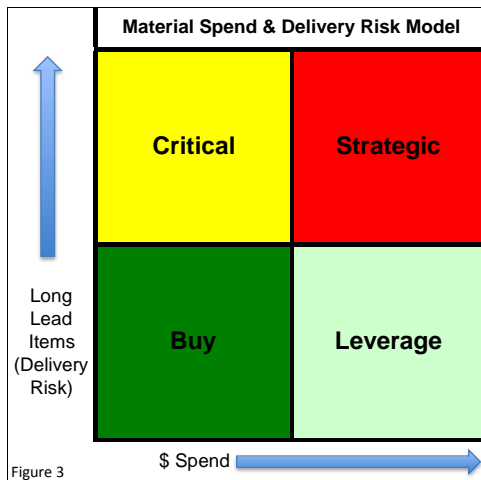 Material Spend & Delivery Risk Model
Critical
Strategic
Long
Lead
Items
(Delivery
Risk)
Buy
Leverage
$ Spend
Figure 3